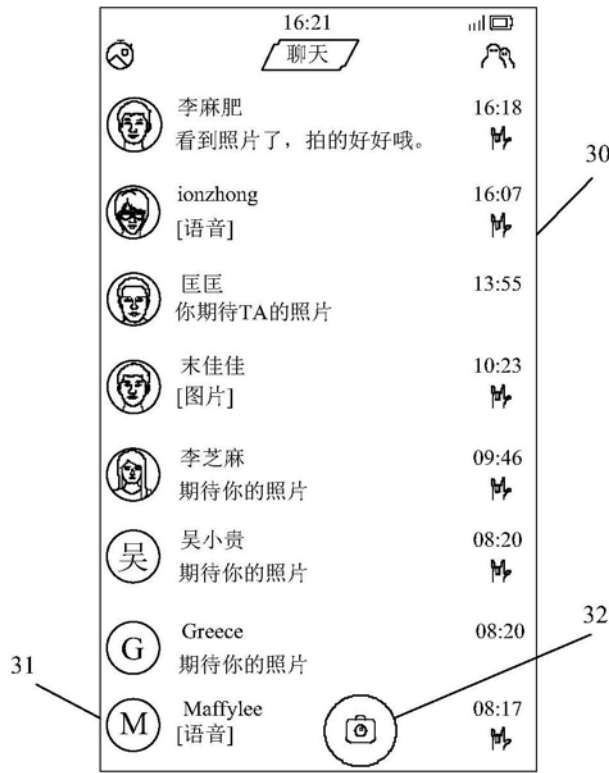 16:21
聊天
李麻肥 16:18
看到照片了，拍的好好哦。
30
ionzhong 16:07
[语音]
匡匡 13:55
你期待TA的照片
末佳佳 10:23
[图片]
李芝麻 09:46
期待你的照片
吴
吴小贵 08:20
期待你的照片
32
G
Greece 08:20
期待你的照片
31
M
Maffylee 08:17
[语音]